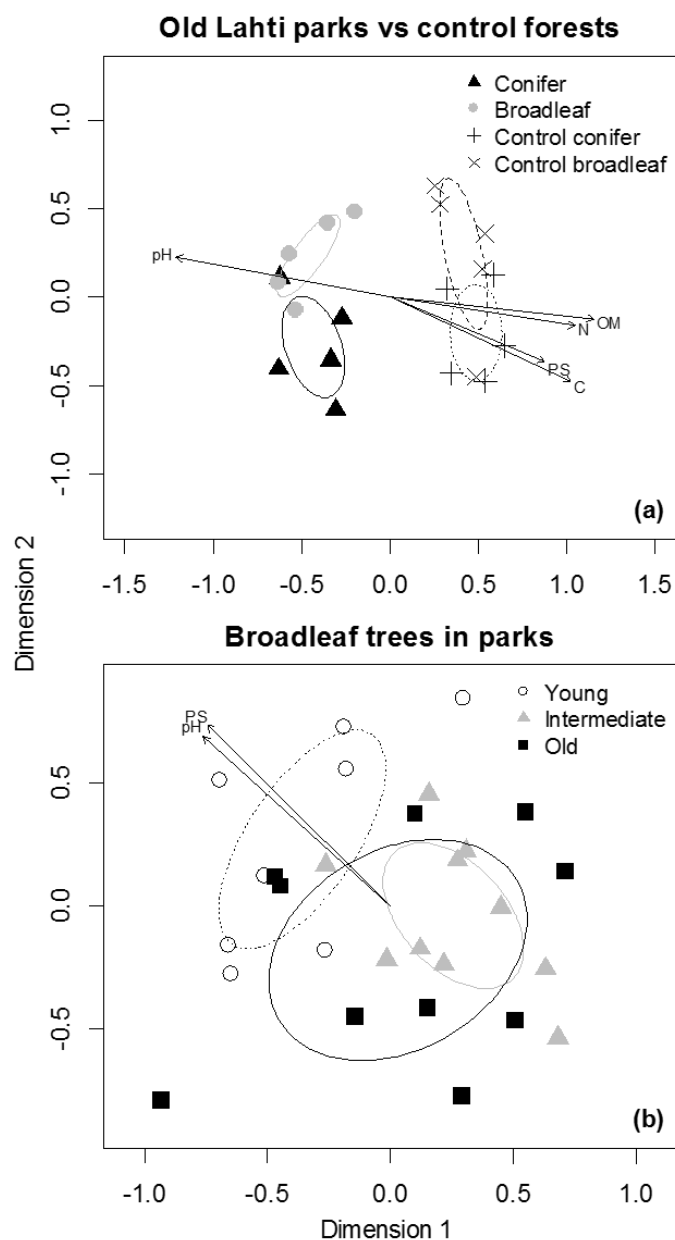 Old Lahti parks vs control forests
Conifer
Broadleaf
Control conifer
Control broadleaf
1.0
0.5
0.0
-0.5
-1.0
pH
OM
N
PS
C
(a)
-1.5 -1.0 -0.5 0.0 0.5 1.0 1.5
Dimension 2
Broadleaf trees in parks
Young
Intermediate
Old
PS
pH
0.5
0.0
-0.5
(b)
-1.0 -0.5 0.0 0.5 1.0
Dimension 1